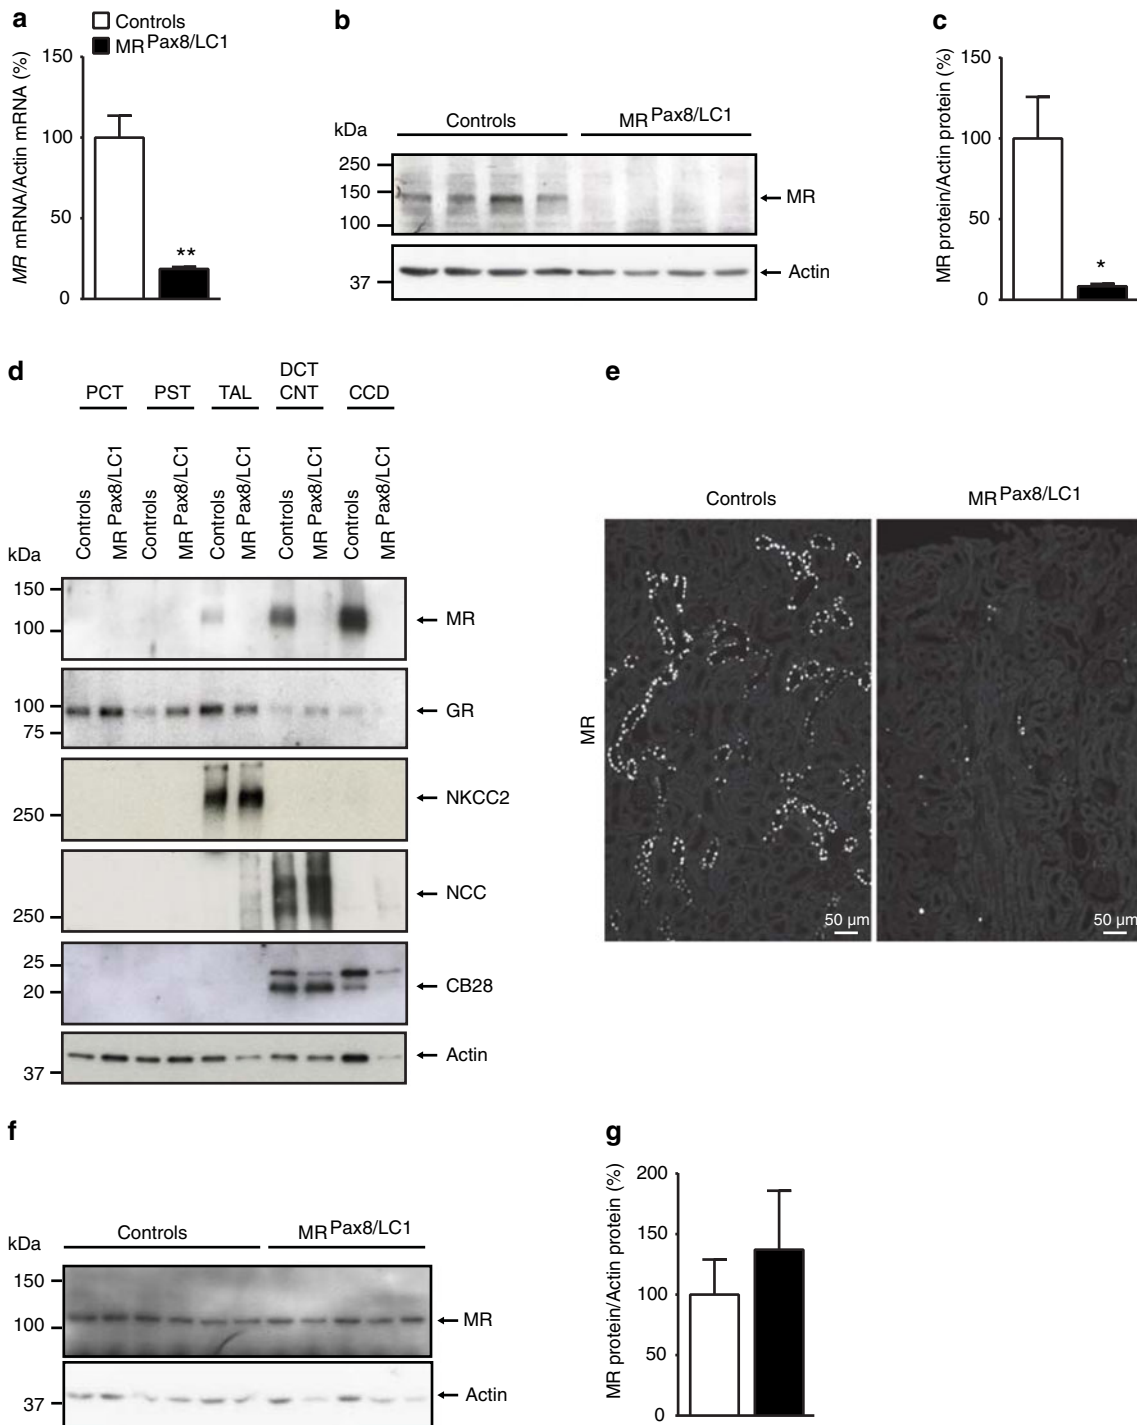 a
Controls
MR Pax8/LC1
MR mRNA/Actin mRNA (%)
150
100
50
0
**
b
kDa
Controls
MR Pax8/LC1
250
150
100
MR
37
Actin
c
MR protein/Actin protein (%)
150
100
50
0
*
d
PCT
PST
TAL
DCT
CNT
CCD
Controls
MR Pax8/LC1
Controls
MR Pax8/LC1
Controls
MR Pax8/LC1
Controls
MR Pax8/LC1
Controls
MR Pax8/LC1
kDa
150
100
MR
100
75
GR
250
NKCC2
250
NCC
25
20
CB28
37
Actin
e
Controls
MR Pax8/LC1
MR
50 µm
50 µm
f
kDa
Controls
MR Pax8/LC1
150
100
MR
37
Actin
g
MR protein/Actin protein (%)
200
150
100
50
0